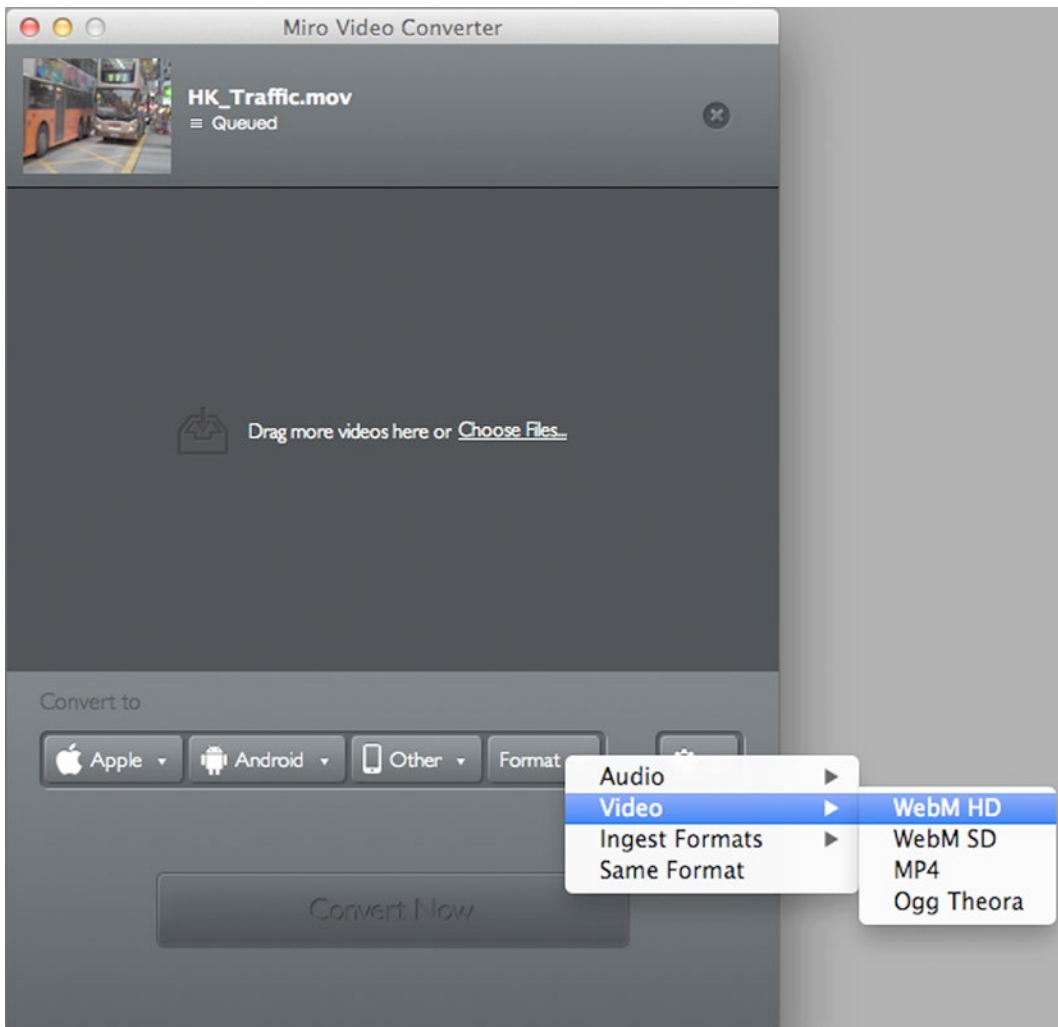 Miro Video Converter
HK_Traffic.mov
Queued
Drag more videos here or Choose Files...
Convert to
Apple
Android
Other
Format
Audio
Video
Ingest Formats
Same Format
WebM HD
WebM SD
MP4
Ogg Theora
Convert Now